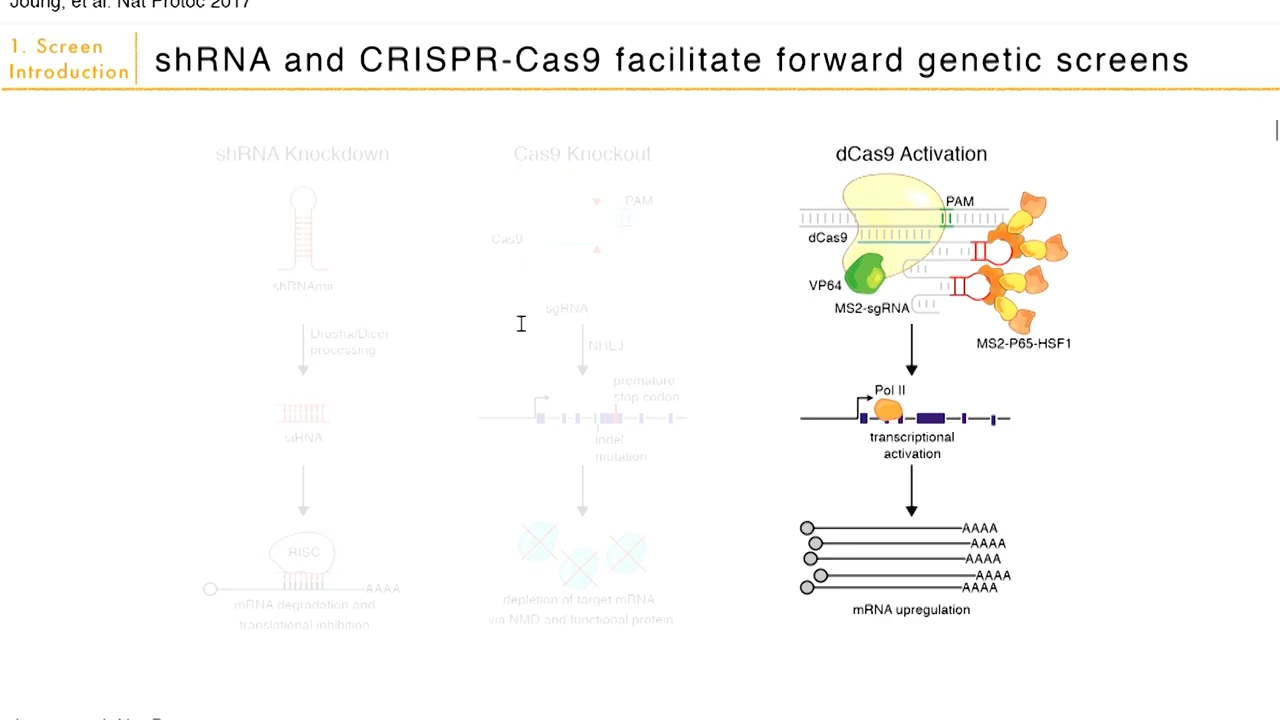 Joung, et al. Nat Protoc 2017
1. Screen
Introduction
shRNA and CRISPR-Cas9 facilitate forward genetic screens
shRNA Knockdown
shRNAmir
Drosha/Dicer
processing
siRNA
RISC
AAAA
mRNA degradation and
translational inhibition
Cas9 Knockout
PAM
Cas9
sgRNA
NHEJ
premature
stop codon
indel
mutation
depletion of target mRNA
via NMD and functional protein
dCas9 Activation
PAM
dCas9
VP64
MS2-sgRNA
MS2-P65-HSF1
Pol II
transcriptional
activation
AAAA
AAAA
AAAA
AAAA
AAAA
mRNA upregulation